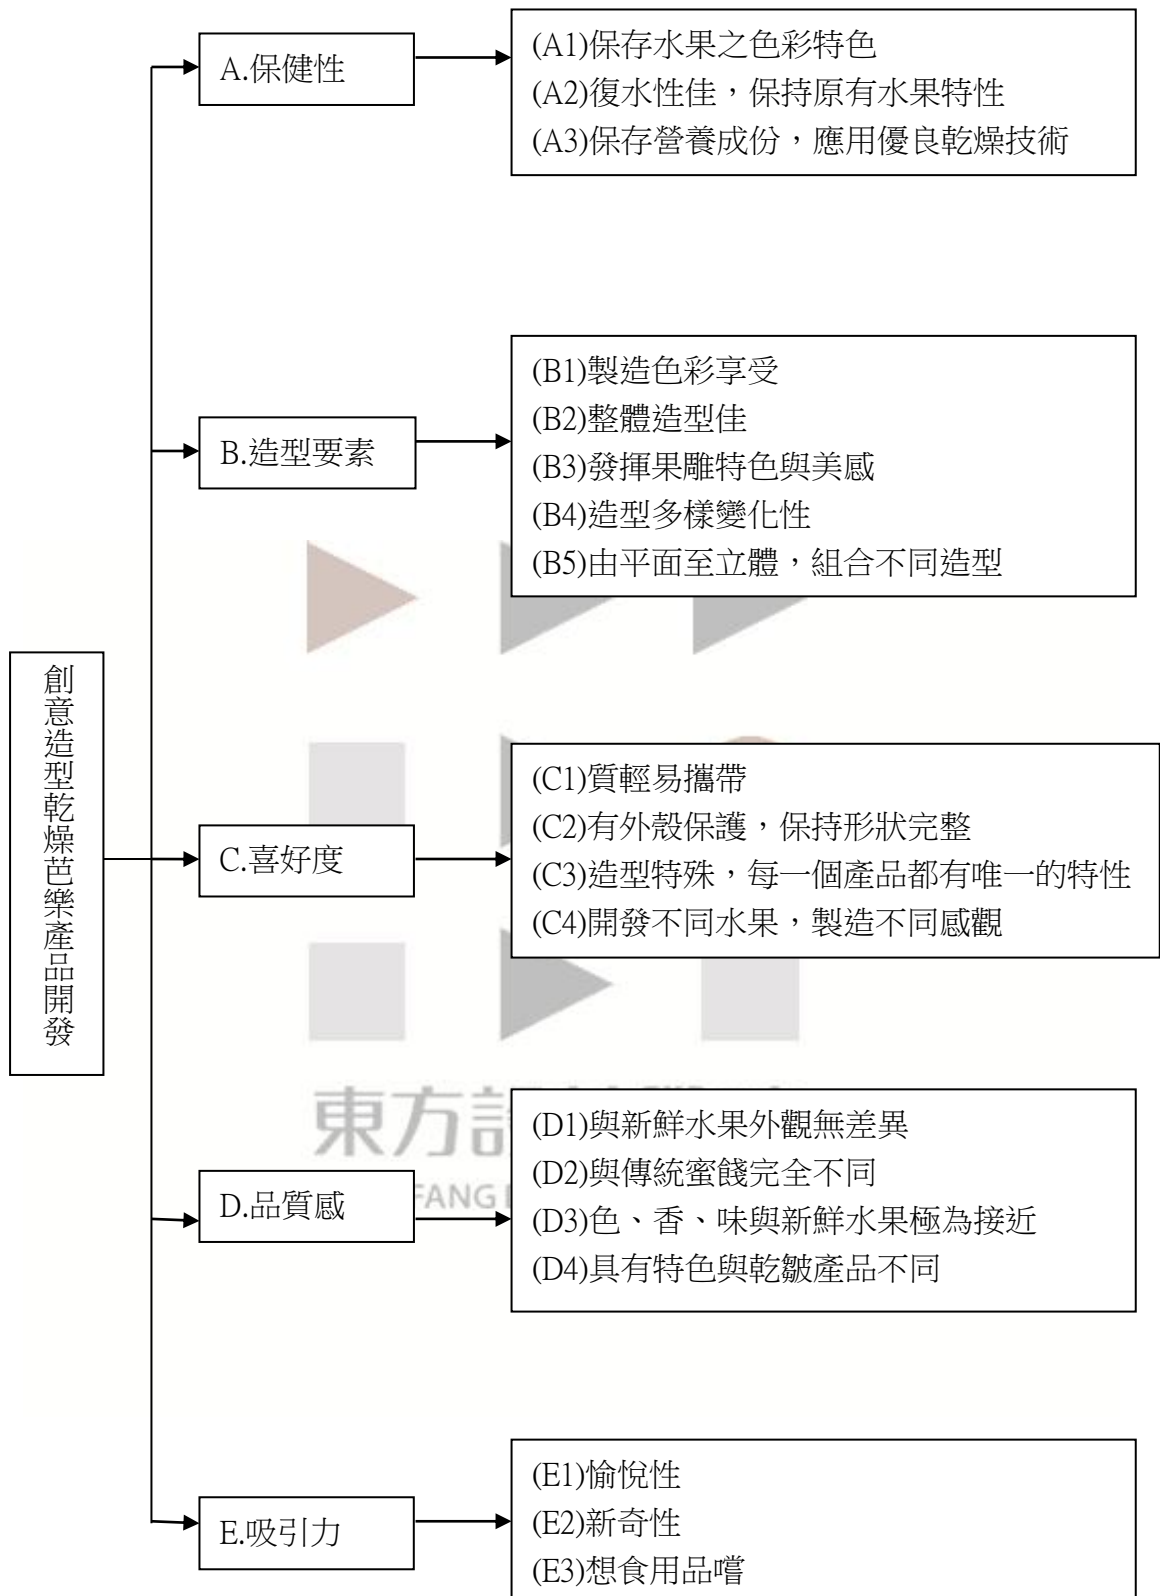 創意造型乾燥芭樂產品開發
A.保健性
(A1)保存水果之色彩特色
(A2)復水性佳，保持原有水果特性
(A3)保存營養成份，應用優良乾燥技術
B.造型要素
(B1)製造色彩享受
(B2)整體造型佳
(B3)發揮果雕特色與美感
(B4)造型多樣變化性
(B5)由平面至立體，組合不同造型
C.喜好度
(C1)質輕易攜帶
(C2)有外殼保護，保持形狀完整
(C3)造型特殊，每一個產品都有唯一的特性
(C4)開發不同水果，製造不同感觀
東方
FANG
D.品質感
(D1)與新鮮水果外觀無差異
(D2)與傳統蜜餞完全不同
(D3)色、香、味與新鮮水果極為接近
(D4)具有特色與乾皺產品不同
E.吸引力
(E1)愉悅性
(E2)新奇性
(E3)想食用品嚐